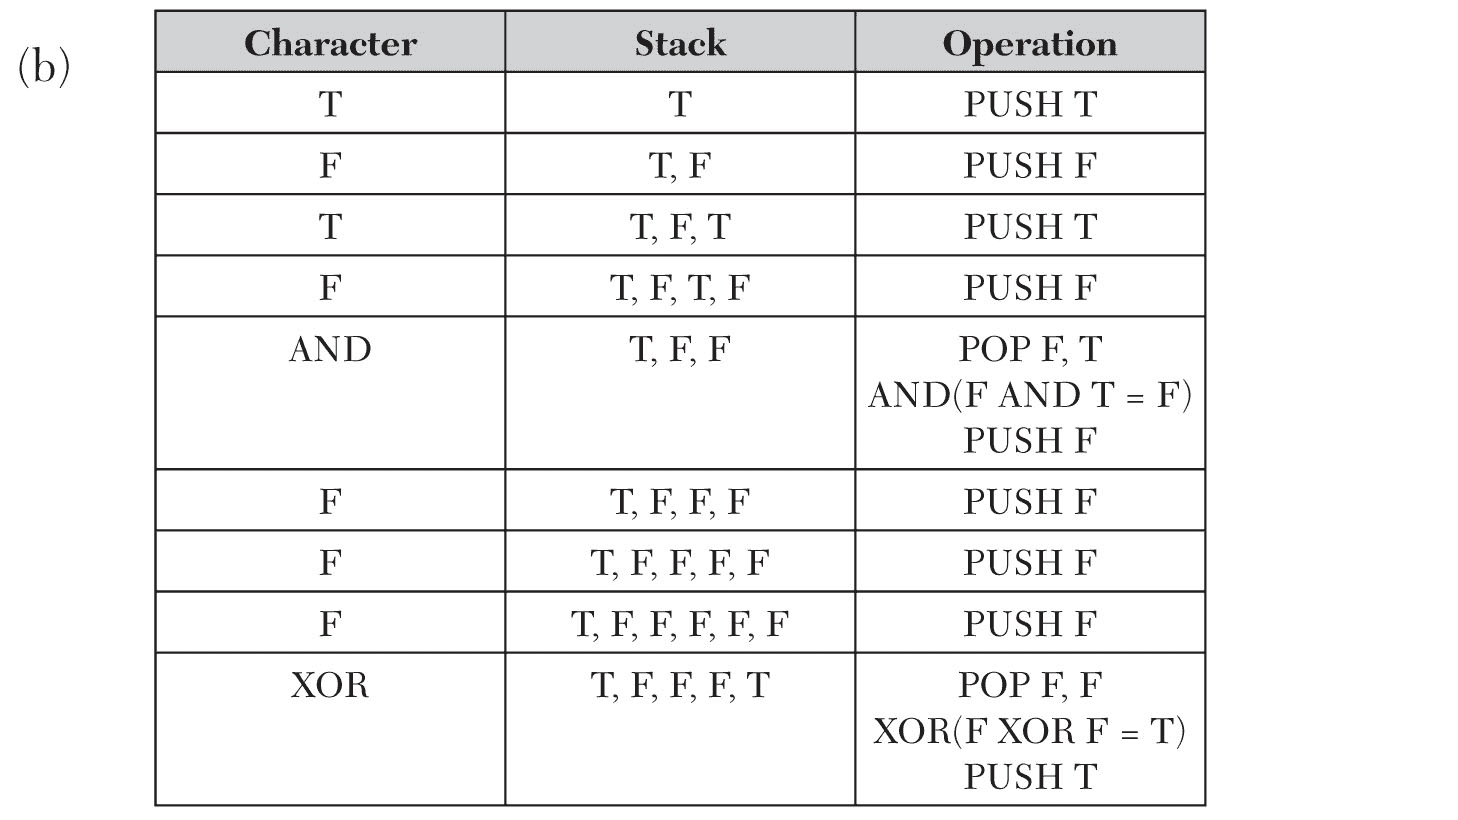 (b)
Character Stack Operation
T T PUSH T
F T, F PUSH F
T T, F, T PUSH T
F T, F, T, F PUSH F
AND T, F, F POP F, T
AND(F AND T = F)
PUSH F
F T, F, F, F PUSH F
F T, F, F, F, F PUSH F
F T, F, F, F, F, F PUSH F
XOR T, F, F, F, T POP F, F
XOR(F XOR F = T)
PUSH T